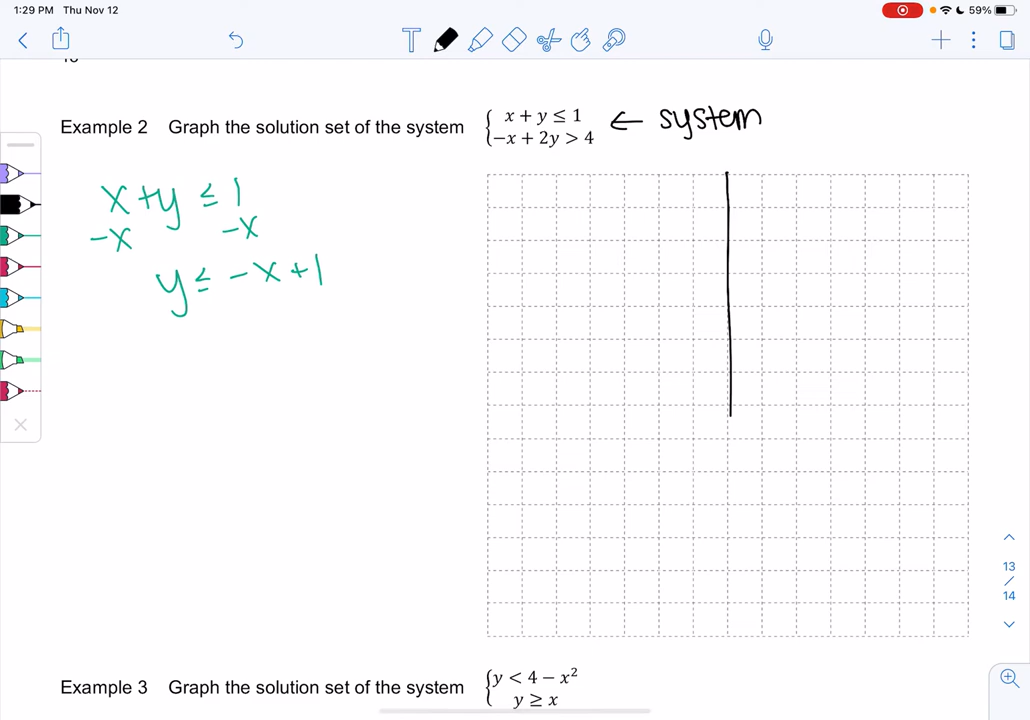 1:29 PM Thu Nov 12
59%
T
Example 2 Graph the solution set of the system { x + y ≤ 1
−x + 2y > 4
← system
x + y ≤ 1
-x -x
y ≤ -x + 1
13
/
14
Example 3 Graph the solution set of the system { y < 4 − x²
y ≥ x